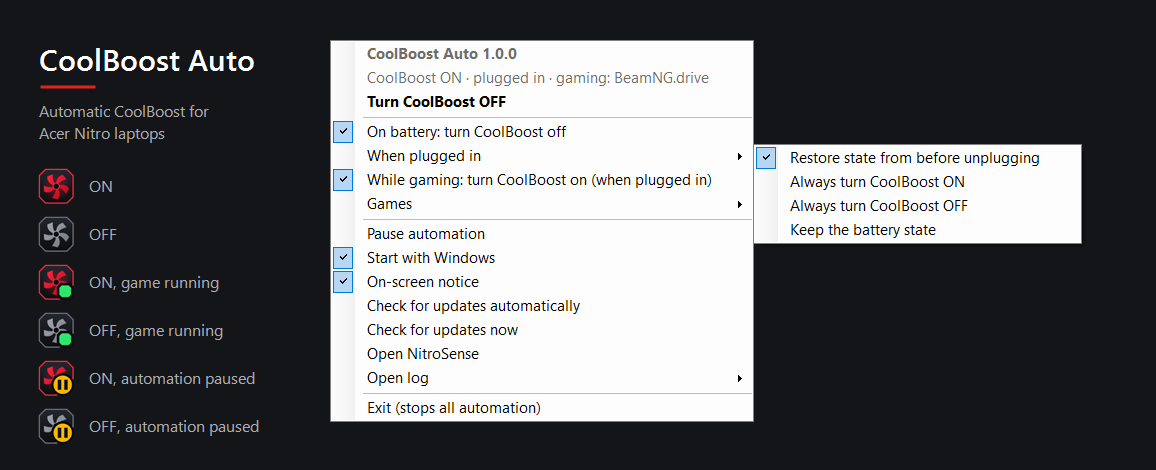 CoolBoost Auto
Automatic CoolBoost for
Acer Nitro laptops
ON
OFF
ON, game running
OFF, game running
ON, automation paused
OFF, automation paused
CoolBoost Auto 1.0.0
CoolBoost ON · plugged in · gaming: BeamNG.drive
Turn CoolBoost OFF
On battery: turn CoolBoost off
When plugged in
While gaming: turn CoolBoost on (when plugged in)
Games
Pause automation
Start with Windows
On-screen notice
Check for updates automatically
Check for updates now
Open NitroSense
Open log
Exit (stops all automation)
Restore state from before unplugging
Always turn CoolBoost ON
Always turn CoolBoost OFF
Keep the battery state